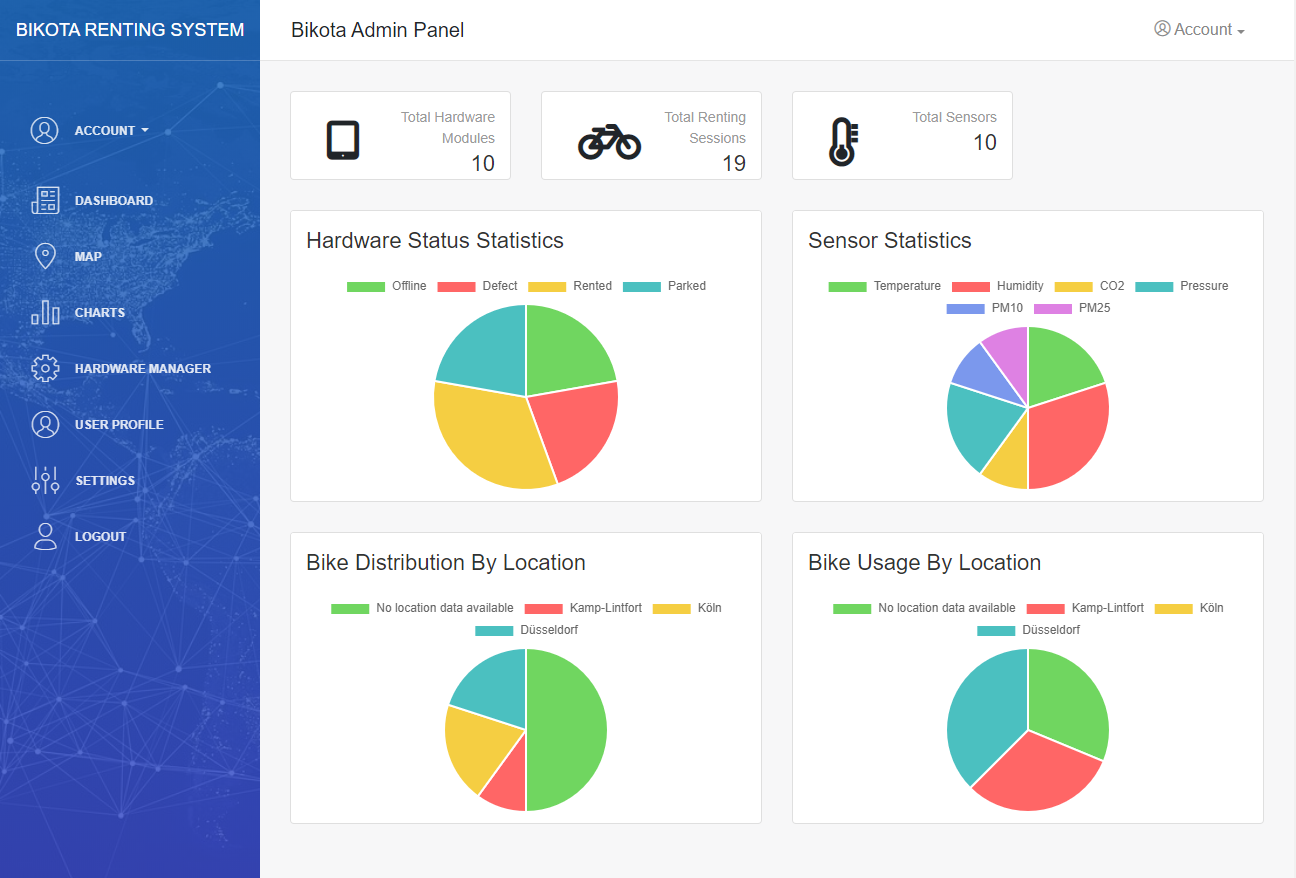 BIKOTA RENTING SYSTEM
Bikota Admin Panel
Account
ACCOUNT
DASHBOARD
MAP
CHARTS
HARDWARE MANAGER
USER PROFILE
SETTINGS
LOGOUT
Total Hardware
Modules
10
Total Renting
Sessions
19
Total Sensors
10
Hardware Status Statistics
Offline Defect Rented Parked
Sensor Statistics
Temperature Humidity CO2 Pressure
PM10 PM25
Bike Distribution By Location
No location data available Kamp-Lintfort Köln
Düsseldorf
Bike Usage By Location
No location data available Kamp-Lintfort Köln
Düsseldorf